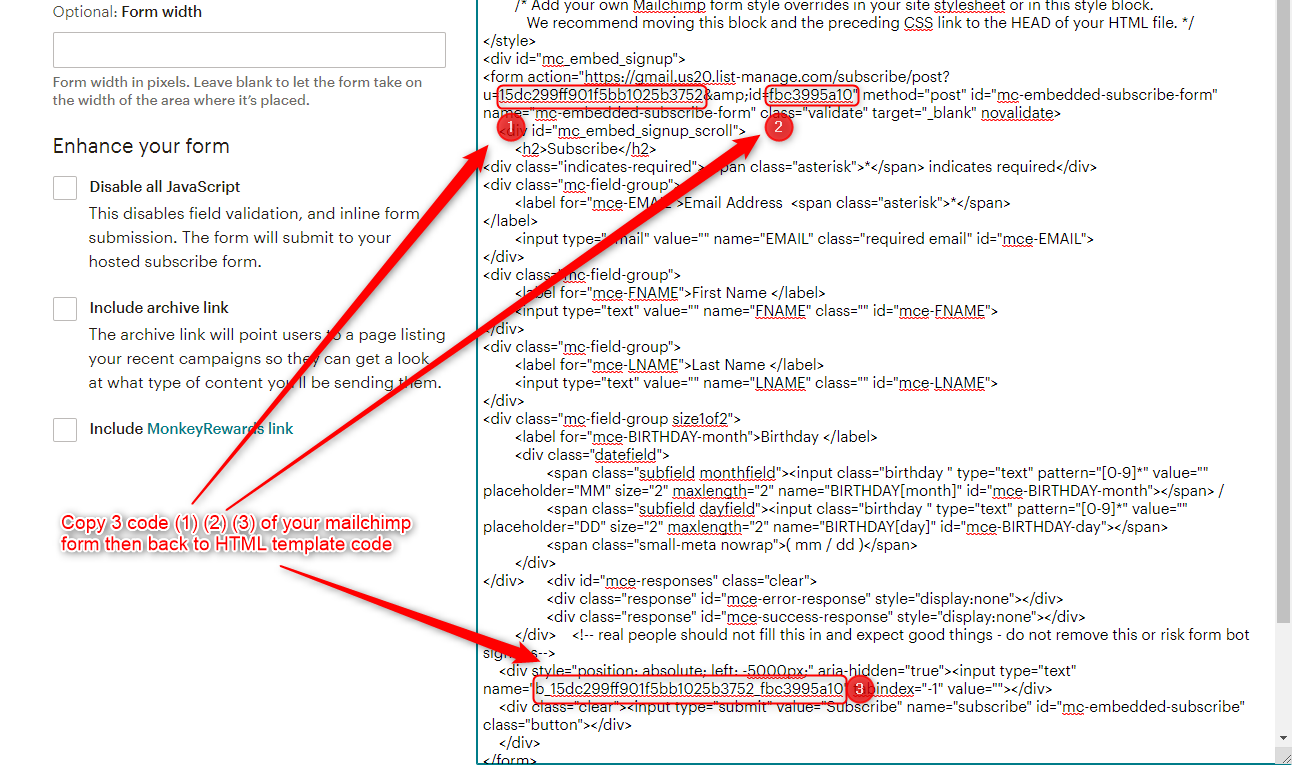 Optional: Form width
Form width in pixels. Leave blank to let the form take on
the width of the area where it's placed.
Enhance your form
Disable all JavaScript
This disables field validation, and inline form
submission. The form will submit to your
hosted subscribe form.
Include archive link
The archive link will point users to a page listing
your recent campaigns so they can get a look
at what type of content you'll be sending them.
Include MonkeyRewards link
Copy 3 code (1) (2) (3) of your mailchimp
form then back to HTML template code
/* Add your own Mailchimp form style overrides in your site stylesheet or in this style block.
We recommend moving this block and the preceding CSS link to the HEAD of your HTML file. */
</style>
<div id="mc_embed_signup">
<form action="https://gmail.us20.list-manage.com/subscribe/post?
u=15dc299ff901f5bb1025b3752&amp;id=fbc3995a10" method="post" id="mc-embedded-subscribe-form"
name="mc-embedded-subscribe-form" class="validate" target="_blank" novalidate>
1
2
<div id="mc_embed_signup_scroll">
<h2>Subscribe</h2>
<div class="indicates-required"><span class="asterisk">*</span> indicates required</div>
<div class="mc-field-group">
<label for="mce-EMAIL">Email Address <span class="asterisk">*</span>
</label>
<input type="email" value="" name="EMAIL" class="required email" id="mce-EMAIL">
</div>
<div class="mc-field-group">
<label for="mce-FNAME">First Name </label>
<input type="text" value="" name="FNAME" class="" id="mce-FNAME">
</div>
<div class="mc-field-group">
<label for="mce-LNAME">Last Name </label>
<input type="text" value="" name="LNAME" class="" id="mce-LNAME">
</div>
<div class="mc-field-group size1of2">
<label for="mce-BIRTHDAY-month">Birthday </label>
<div class="datefield">
<span class="subfield monthfield"><input class="birthday " type="text" pattern="[0-9]*" value=""
placeholder="MM" size="2" maxlength="2" name="BIRTHDAY[month]" id="mce-BIRTHDAY-month"></span> /
<span class="subfield dayfield"><input class="birthday " type="text" pattern="[0-9]*" value=""
placeholder="DD" size="2" maxlength="2" name="BIRTHDAY[day]" id="mce-BIRTHDAY-day"></span>
<span class="small-meta nowrap">( mm / dd )</span>
</div>
</div> <div id="mce-responses" class="clear">
<div class="response" id="mce-error-response" style="display:none"></div>
<div class="response" id="mce-success-response" style="display:none"></div>
</div> <!-- real people should not fill this in and expect good things - do not remove this or risk form bot
signups-->
<div style="position: absolute; left: -5000px;" aria-hidden="true"><input type="text"
name="b_15dc299ff901f5bb1025b3752_fbc3995a10" tabindex="-1" value=""></div>
3
<div class="clear"><input type="submit" value="Subscribe" name="subscribe" id="mc-embedded-subscribe"
class="button"></div>
</div>
</form>